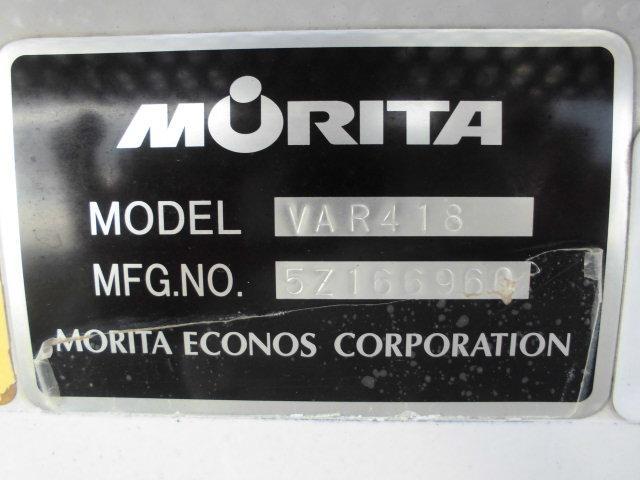 MORITA
MODEL VAR418
MFG.NO. 5Z166960
MORITA ECONOS CORPORATION